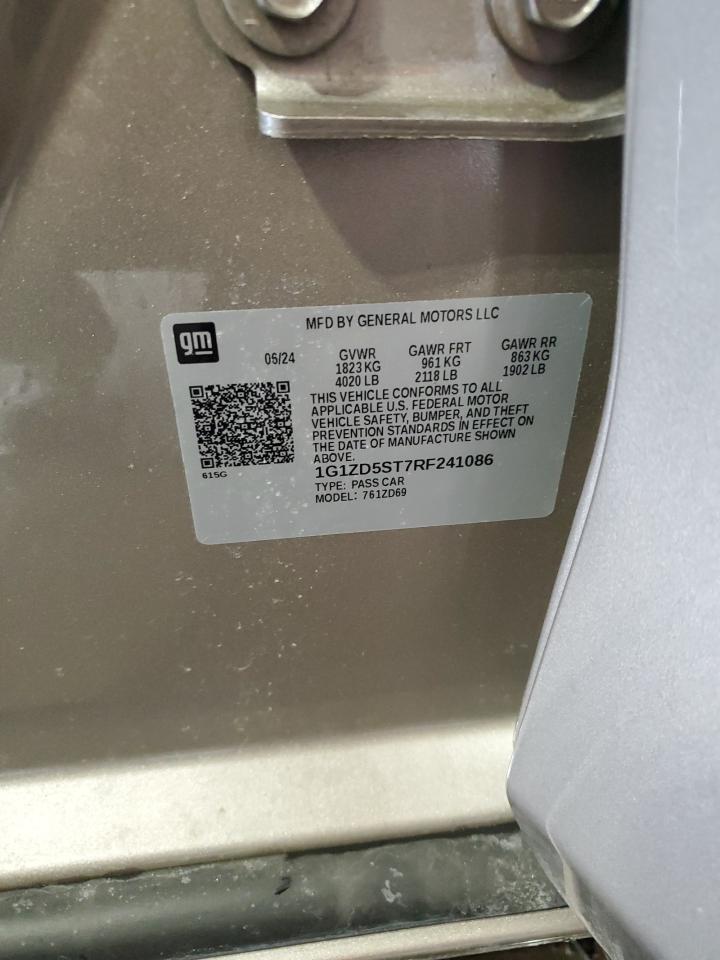 gm
MFD BY GENERAL MOTORS LLC
05/24
GVWR
1823 KG
4020 LB
GAWR FRT
961 KG
2118 LB
GAWR RR
863 KG
1902 LB
THIS VEHICLE CONFORMS TO ALL
APPLICABLE U.S. FEDERAL MOTOR
VEHICLE SAFETY, BUMPER, AND THEFT
PREVENTION STANDARDS IN EFFECT ON
THE DATE OF MANUFACTURE SHOWN
ABOVE.
615G
1G1ZD5ST7RF241086
TYPE: PASS CAR
MODEL: 761ZD69